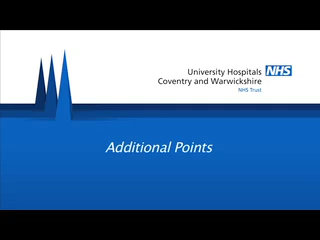 University Hospitals NHS
Coventry and Warwickshire
NHS Trust
Additional Points